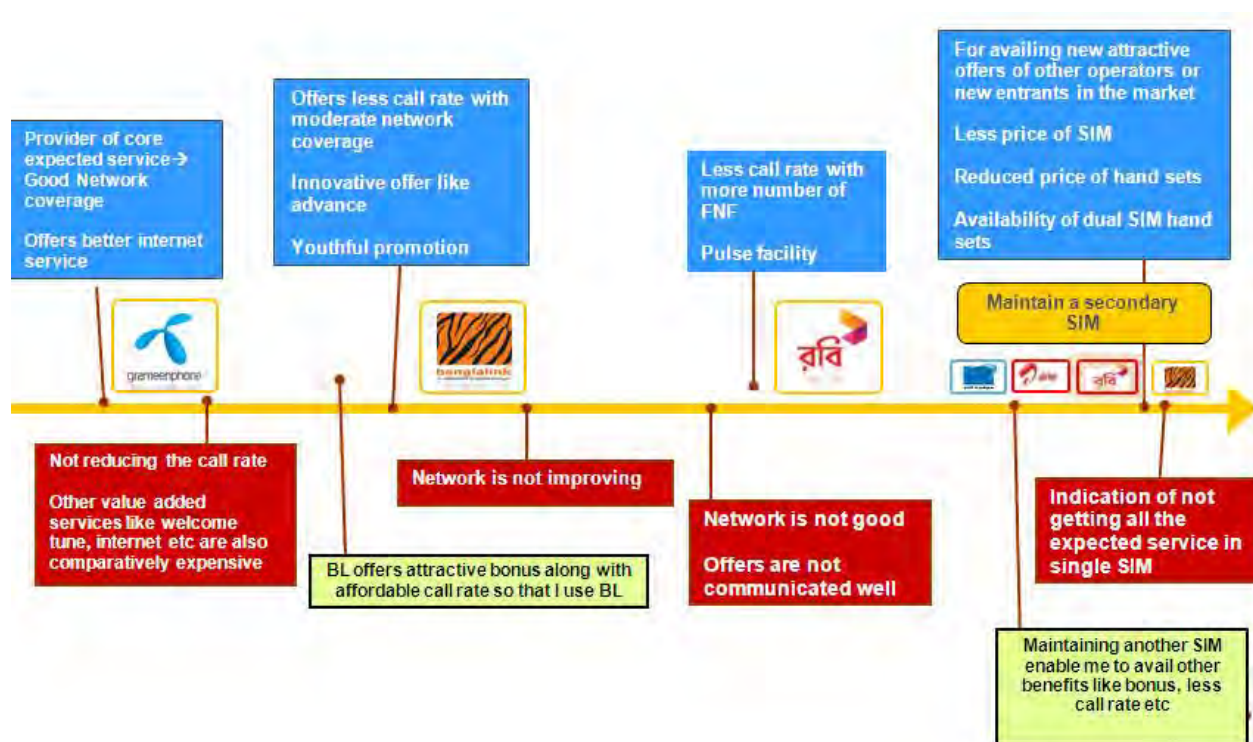 Provider of core
expected service→
Good Network
coverage
Offers better internet
service
Offers less call rate with
moderate network
coverage
Innovative offer like
advance
Youthful promotion
Less call rate with
more number of
FNF
Pulse facility
For availing new attractive
offers of other operators or
new entrants in the market
Less price of SIM
Reduced price of hand sets
Availability of dual SIM hand
sets
Maintain a secondary
SIM
grameenphone
banglalink
রবি
রবি
Not reducing the call rate
Other value added
services like welcome
tune, internet etc are also
comparatively expensive
Network is not improving
BL offers attractive bonus along with
affordable call rate so that I use BL
Network is not good
Offers are not
communicated well
Indication of not
getting all the
expected service in
single SIM
Maintaining another SIM
enable me to avail other
benefits like bonus, less
call rate etc